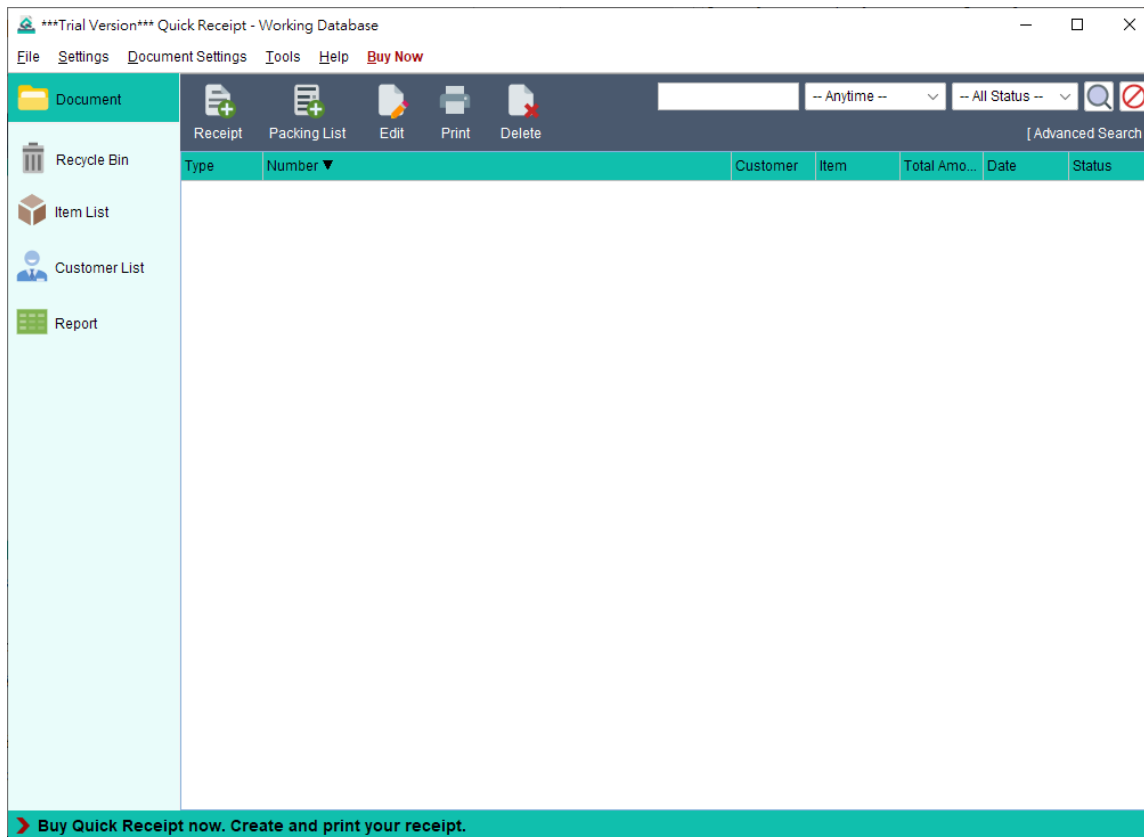 ***Trial Version*** Quick Receipt - Working Database
File Settings Document Settings Tools Help Buy Now
Document
Recycle Bin
Item List
Customer List
Report
Receipt Packing List Edit Print Delete
-- Anytime -- -- All Status --
[ Advanced Search
Type Number ▼ Customer Item Total Amo... Date Status
Buy Quick Receipt now. Create and print your receipt.